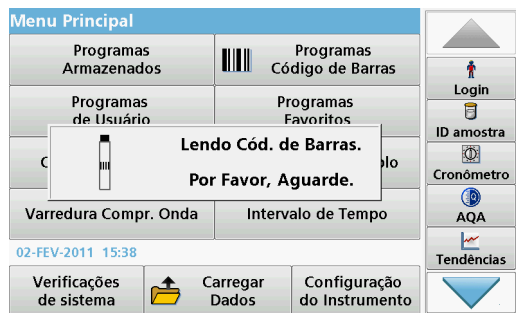 Menu Principal
Programas
Armazenados
Programas
Código de Barras
Programas
de Usuário
Programas
Favoritos
Lendo Cód. de Barras.
Por Favor, Aguarde.
Varredura Compr. Onda
Intervalo de Tempo
02-FEV-2011 15:38
Verificações
de sistema
Carregar
Dados
Configuração
do Instrumento
Login
ID amostra
Cronômetro
AQA
Tendências